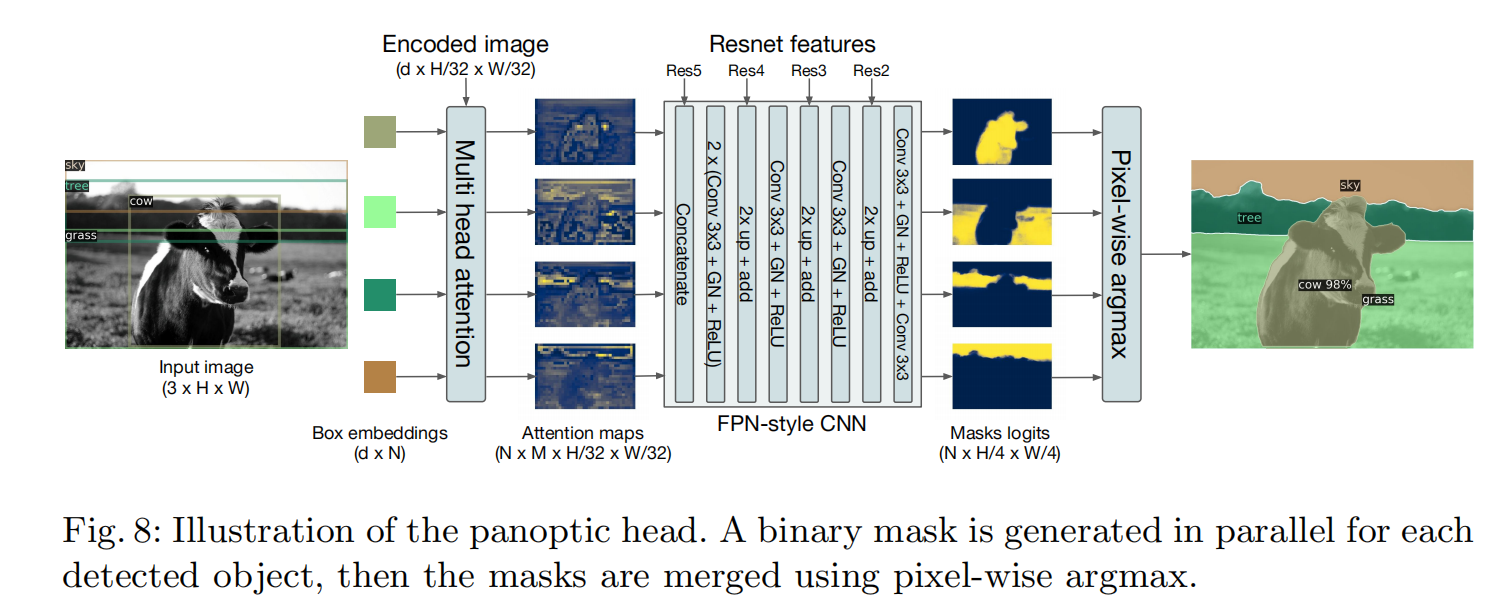 Encoded image
(d x H/32 x W/32)
Resnet features
Res5
Res4
Res3
Res2
sky
tree
cow
grass
Input image
(3 x H x W)
Box embeddings
(d x N)
Multi head attention
Attention maps
(N x M x H/32 x W/32)
Concatenate
2 x (Conv 3x3 + GN + ReLU)
2x up + add
Conv 3x3 + GN + ReLU
2x up + add
Conv 3x3 + GN + ReLU
2x up + add
Conv 3x3 + GN + ReLU + Conv 3x3
FPN-style CNN
Masks logits
(N x H/4 x W/4)
Pixel-wise argmax
sky
tree
cow 98%
grass
Fig. 8: Illustration of the panoptic head. A binary mask is generated in parallel for each
detected object, then the masks are merged using pixel-wise argmax.